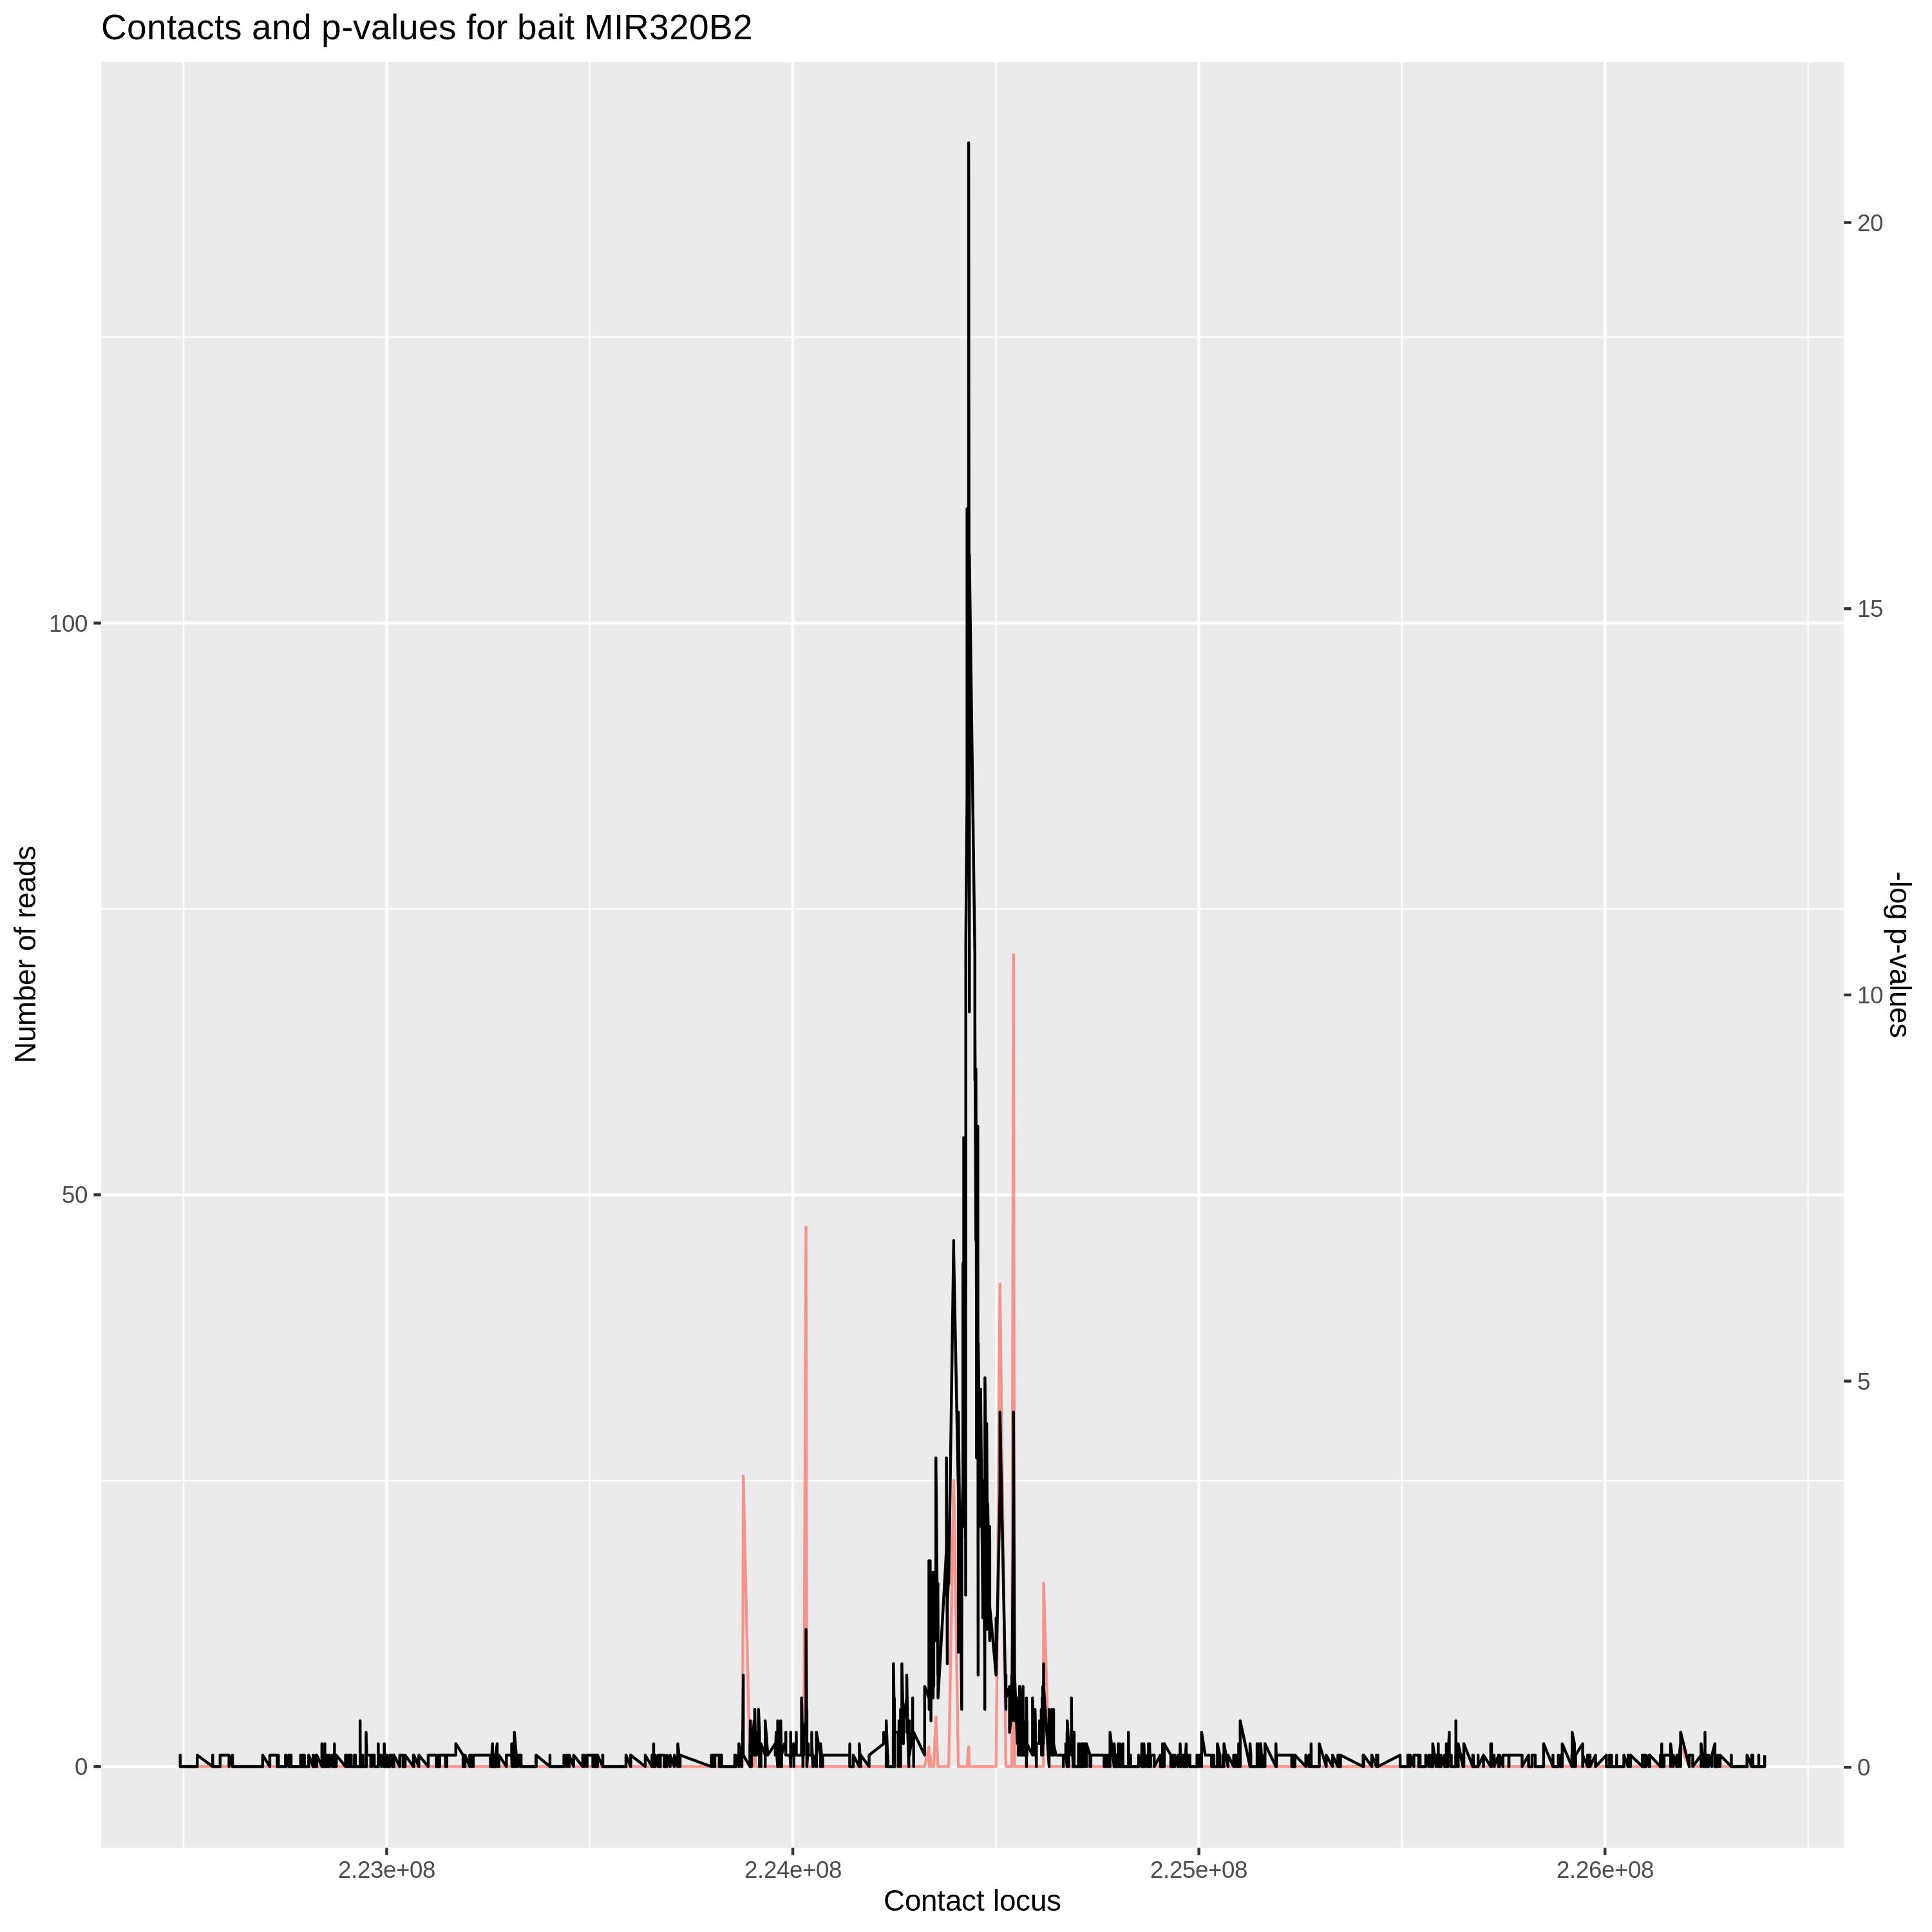 Contacts and p-values for bait MIR320B2
20
15
100
10
50
5
0
0
Number of reads
-log p-values
2.23e+08
2.24e+08
2.25e+08
2.26e+08
Contact locus